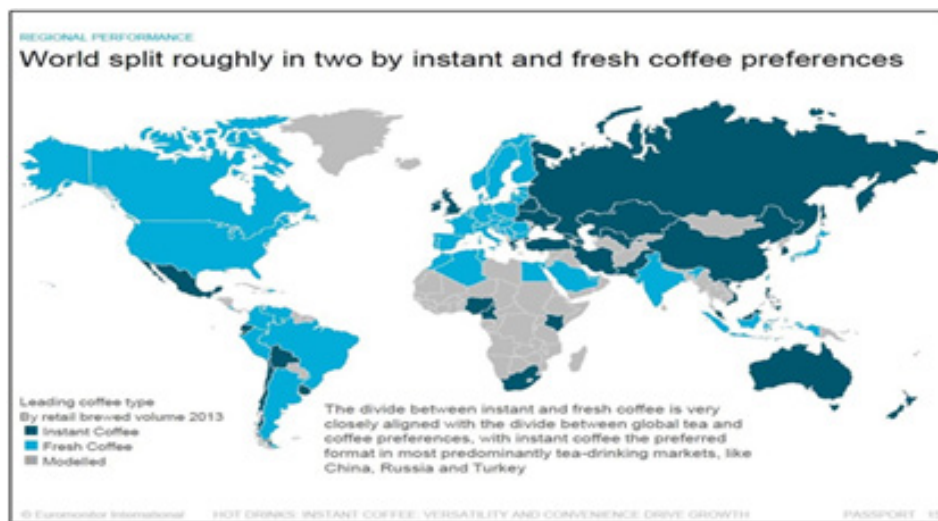 REGIONAL PERFORMANCE
World split roughly in two by instant and fresh coffee preferences
Leading coffee type
By retail brewed volume 2013
Instant Coffee
Fresh Coffee
Modelled
The divide between instant and fresh coffee is very
closely aligned with the divide between global tea and
coffee preferences, with instant coffee the preferred
format in most predominantly tea-drinking markets, like
China, Russia and Turkey
© Euromonitor International
HOT DRINKS: INSTANT COFFEE: VERSATILITY AND CONVENIENCE DRIVE GROWTH
PASSPORT